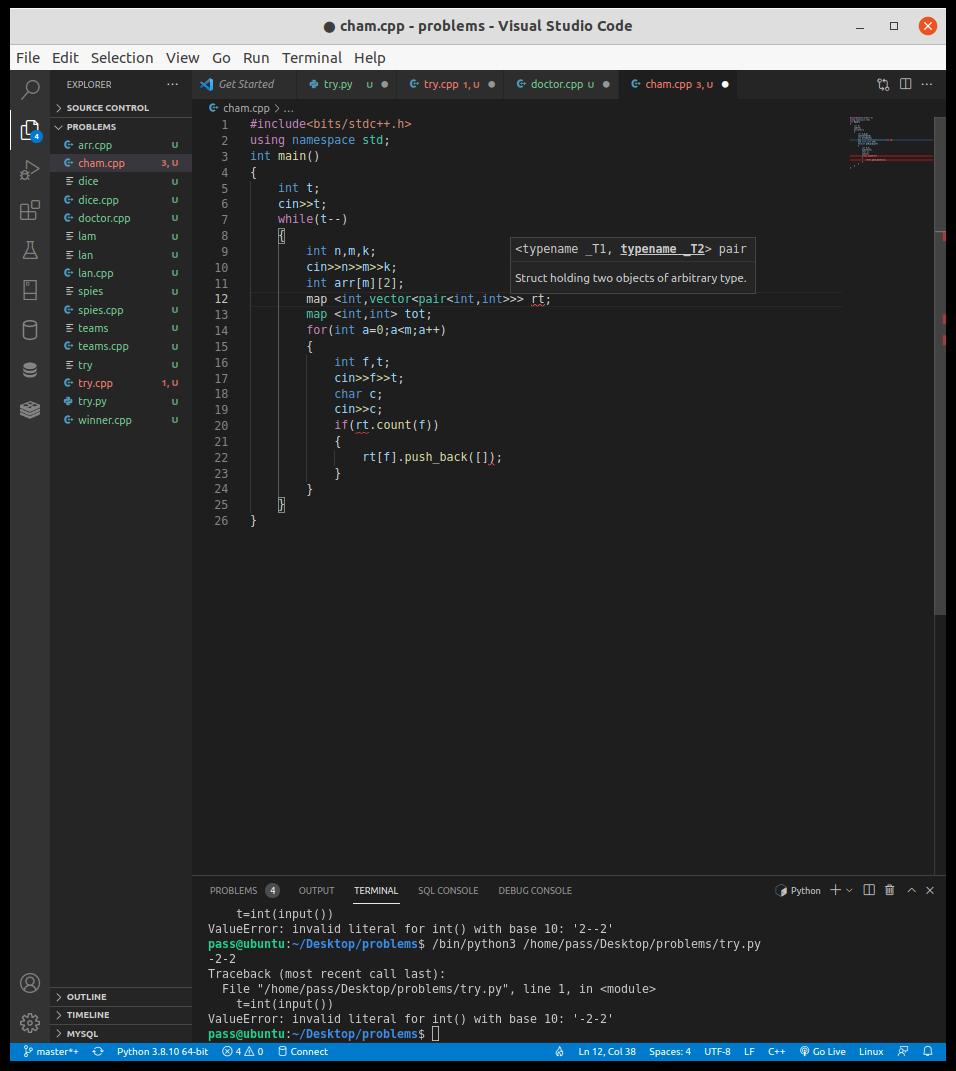 ● cham.cpp - problems - Visual Studio Code
File Edit Selection View Go Run Terminal Help
EXPLORER ···
SOURCE CONTROL
PROBLEMS
arr.cpp U
cham.cpp 3, U
dice U
dice.cpp U
doctor.cpp U
lam U
lan U
lan.cpp U
spies U
spies.cpp U
teams U
teams.cpp U
try U
try.cpp 1, U
try.py U
winner.cpp U
OUTLINE
TIMELINE
MYSQL
4
Get Started try.py U ● try.cpp 1, U ● doctor.cpp U ● cham.cpp 3, U ● ···
cham.cpp > ...
1 #include<bits/stdc++.h>
2 using namespace std;
3 int main()
4 {
5 int t;
6 cin>>t;
7 while(t--)
8 {
9 int n,m,k;
10 cin>>n>>m>>k;
11 int arr[m][2];
12 map <int,vector<pair<int,int>>> rt;
13 map <int,int> tot;
14 for(int a=0;a<m;a++)
15 {
16 int f,t;
17 cin>>f>>t;
18 char c;
19 cin>>c;
20 if(rt.count(f))
21 {
22 rt[f].push_back([]);
23 }
24 }
25 }
26 }
<typename _T1, typename _T2> pair
Struct holding two objects of arbitrary type.
PROBLEMS 4 OUTPUT TERMINAL SQL CONSOLE DEBUG CONSOLE Python
t=int(input())
ValueError: invalid literal for int() with base 10: '2--2'
pass@ubuntu:~/Desktop/problems$ /bin/python3 /home/pass/Desktop/problems/try.py
-2-2
Traceback (most recent call last):
File "/home/pass/Desktop/problems/try.py", line 1, in <module>
t=int(input())
ValueError: invalid literal for int() with base 10: '-2-2'
pass@ubuntu:~/Desktop/problems$
master*+ Python 3.8.10 64-bit 4 0 Connect Ln 12, Col 38 Spaces: 4 UTF-8 LF C++ Go Live Linux